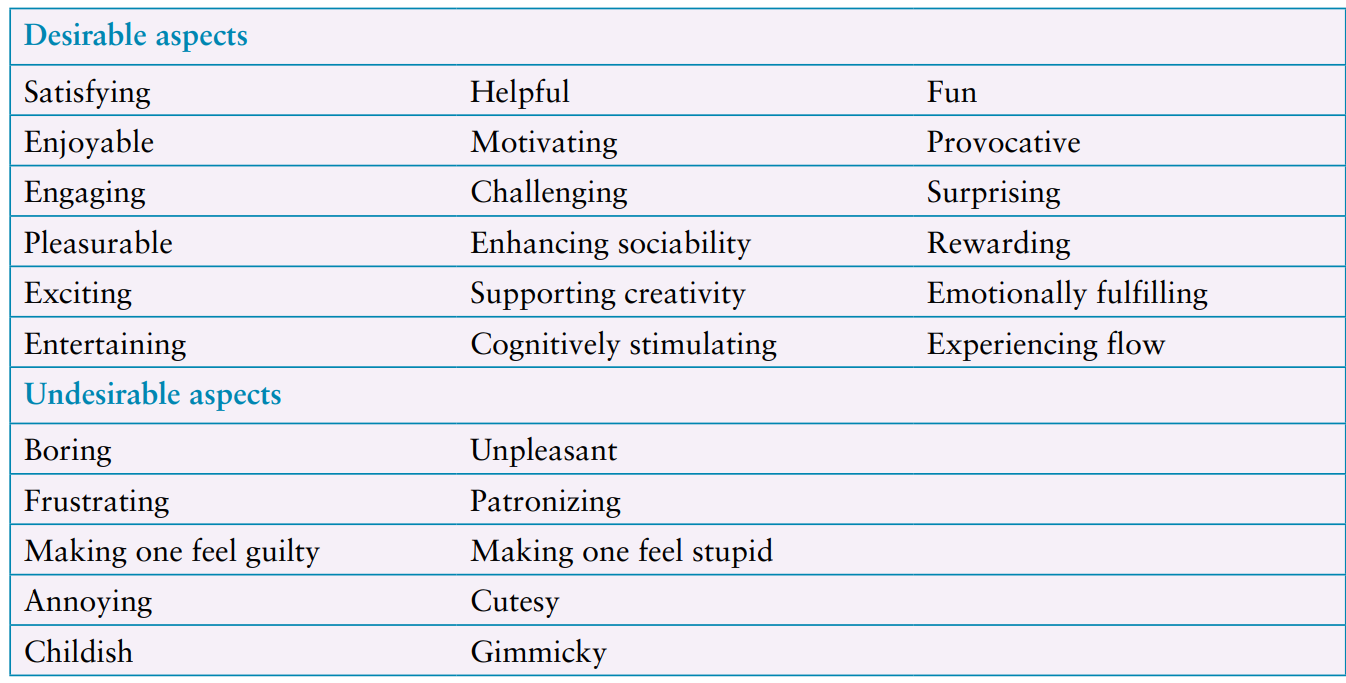 Desirable aspects
Satisfying Helpful Fun
Enjoyable Motivating Provocative
Engaging Challenging Surprising
Pleasurable Enhancing sociability Rewarding
Exciting Supporting creativity Emotionally fulfilling
Entertaining Cognitively stimulating Experiencing flow
Undesirable aspects
Boring Unpleasant
Frustrating Patronizing
Making one feel guilty Making one feel stupid
Annoying Cutesy
Childish Gimmicky